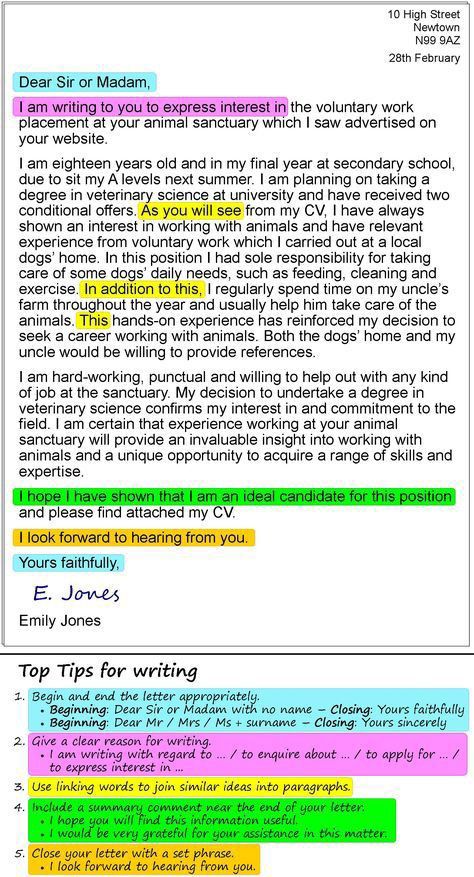 10 High Street
Newtown
N99 9AZ
28th February
Dear Sir or Madam,
I am writing to you to express interest in the voluntary work
placement at your animal sanctuary which I saw advertised on
your website.
I am eighteen years old and in my final year at secondary school,
due to sit my A levels next summer. I am planning on taking a
degree in veterinary science at university and have received two
conditional offers. As you will see from my CV, I have always
shown an interest in working with animals and have relevant
experience from voluntary work which I carried out at a local
dogs' home. In this position I had sole responsibility for taking
care of some dogs' daily needs, such as feeding, cleaning and
exercise. In addition to this, I regularly spend time on my uncle's
farm throughout the year and usually help him take care of the
animals. This hands-on experience has reinforced my decision to
seek a career working with animals. Both the dogs' home and my
uncle would be willing to provide references.
I am hard-working, punctual and willing to help out with any kind
of job at the sanctuary. My decision to undertake a degree in
veterinary science confirms my interest in and commitment to the
field. I am certain that experience working at your animal
sanctuary will provide an invaluable insight into working with
animals and a unique opportunity to acquire a range of skills and
expertise.
I hope I have shown that I am an ideal candidate for this position
and please find attached my CV.
I look forward to hearing from you.
Yours faithfully,
E. Jones
Emily Jones
Top Tips for writing
1. Begin and end the letter appropriately.
• Beginning: Dear Sir or Madam with no name – Closing: Yours faithfully
• Beginning: Dear Mr / Mrs / Ms + surname – Closing: Yours sincerely
2. Give a clear reason for writing.
• I am writing with regard to ... / to enquire about ... / to apply for ... /
to express interest in ...
3. Use linking words to join similar ideas into paragraphs.
4. Include a summary comment near the end of your letter.
• I hope you will find this information useful.
• I would be very grateful for your assistance in this matter.
5. Close your letter with a set phrase.
• I look forward to hearing from you.